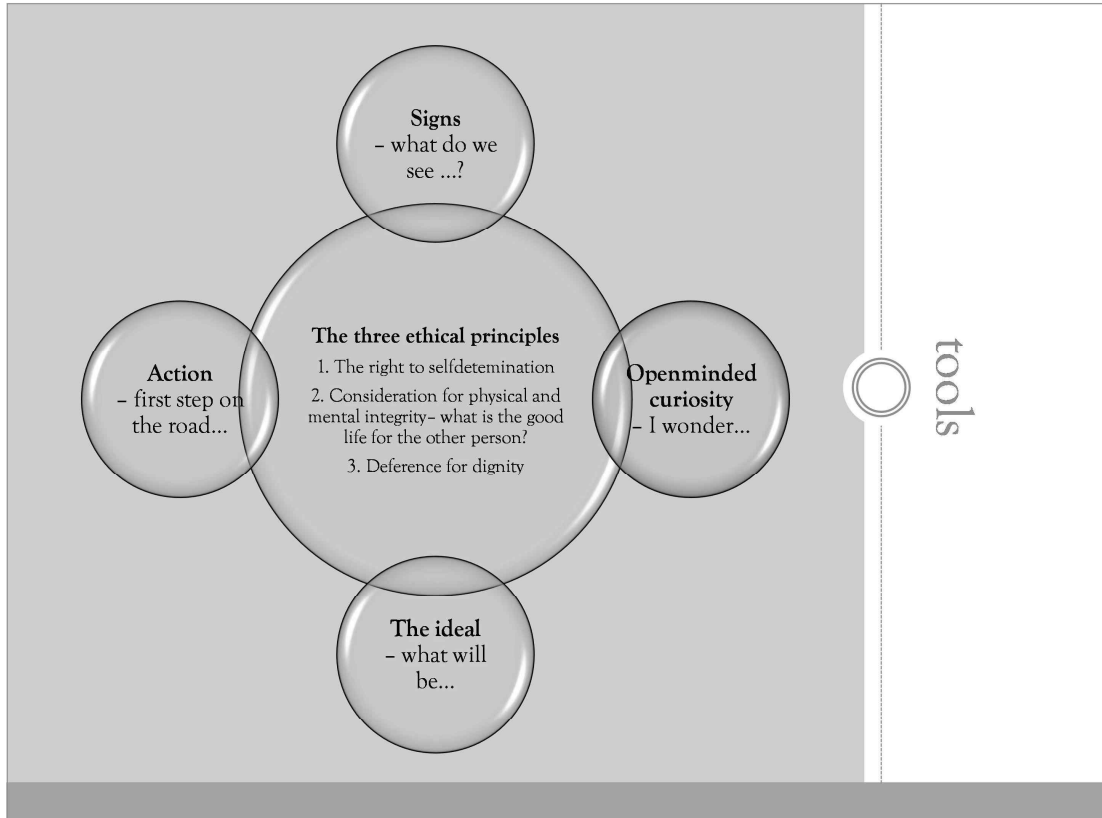 Signs
– what do we
see ...?
The three ethical principles
1. The right to selfdetemination
2. Consideration for physical and
mental integrity– what is the good
life for the other person?
3. Deference for dignity
Action
– first step on
the road...
Openminded
curiosity
– I wonder...
The ideal
– what will
be...
tools